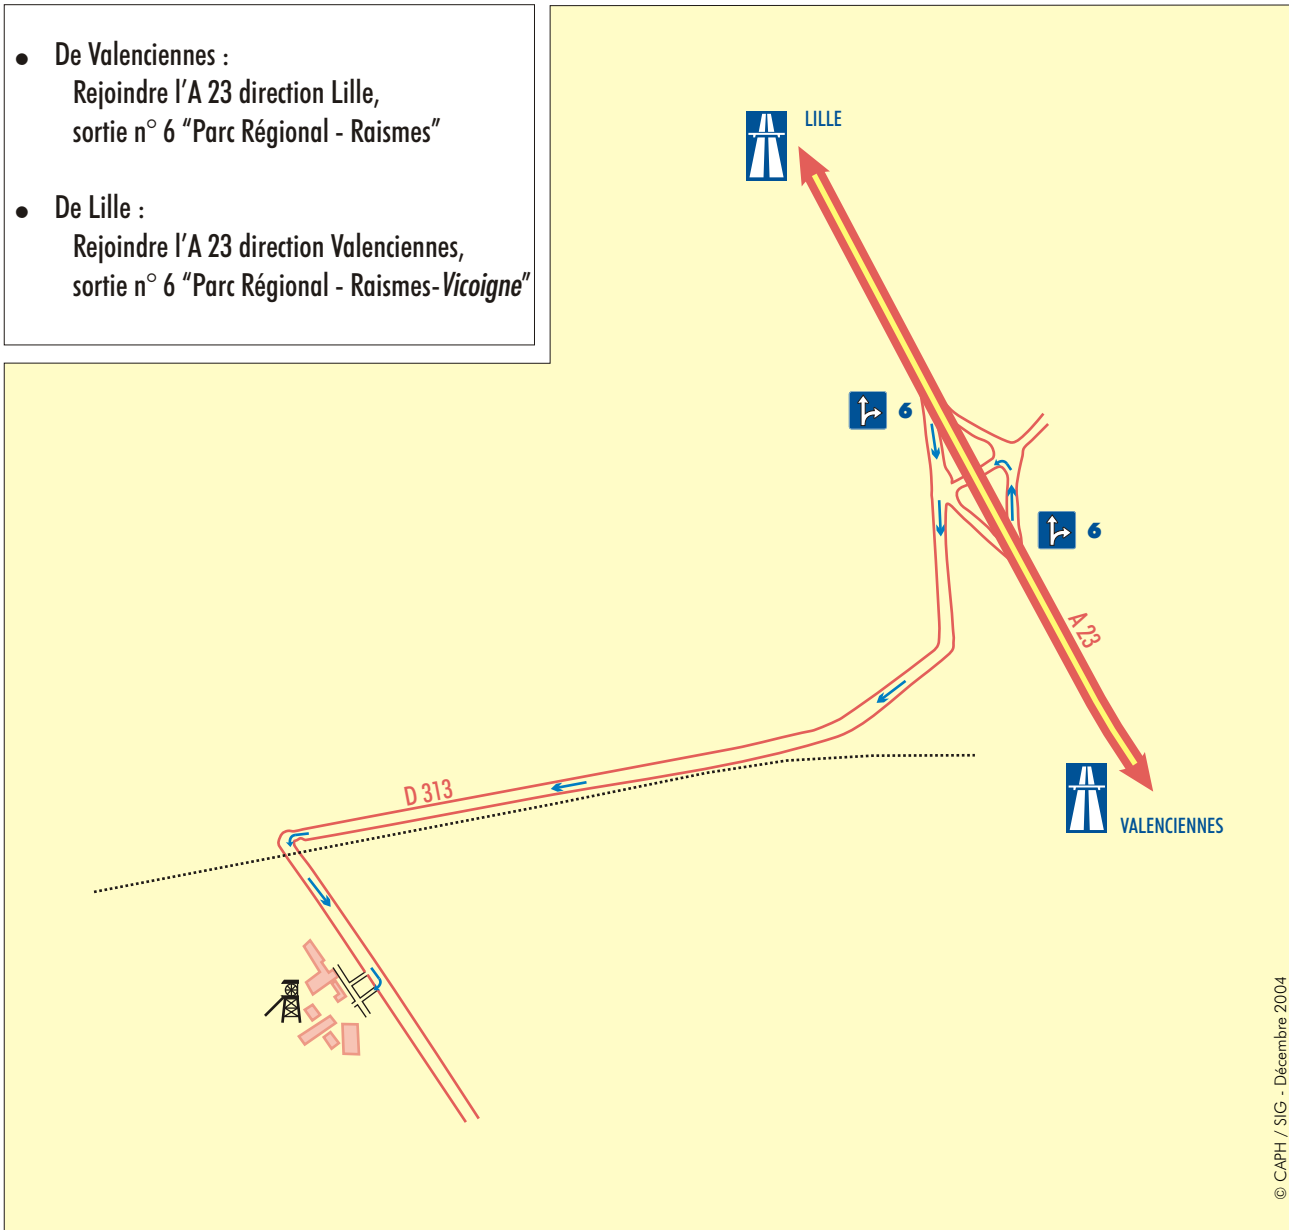 ● De Valenciennes :
Rejoindre l'A 23 direction Lille,
sortie n° 6 “Parc Régional - Raismes”
● De Lille :
Rejoindre l'A 23 direction Valenciennes,
sortie n° 6 “Parc Régional - Raismes-Vicoigne”
LILLE
6
6
A 23
D 313
VALENCIENNES
© CAPH / SIG - Décembre 2004